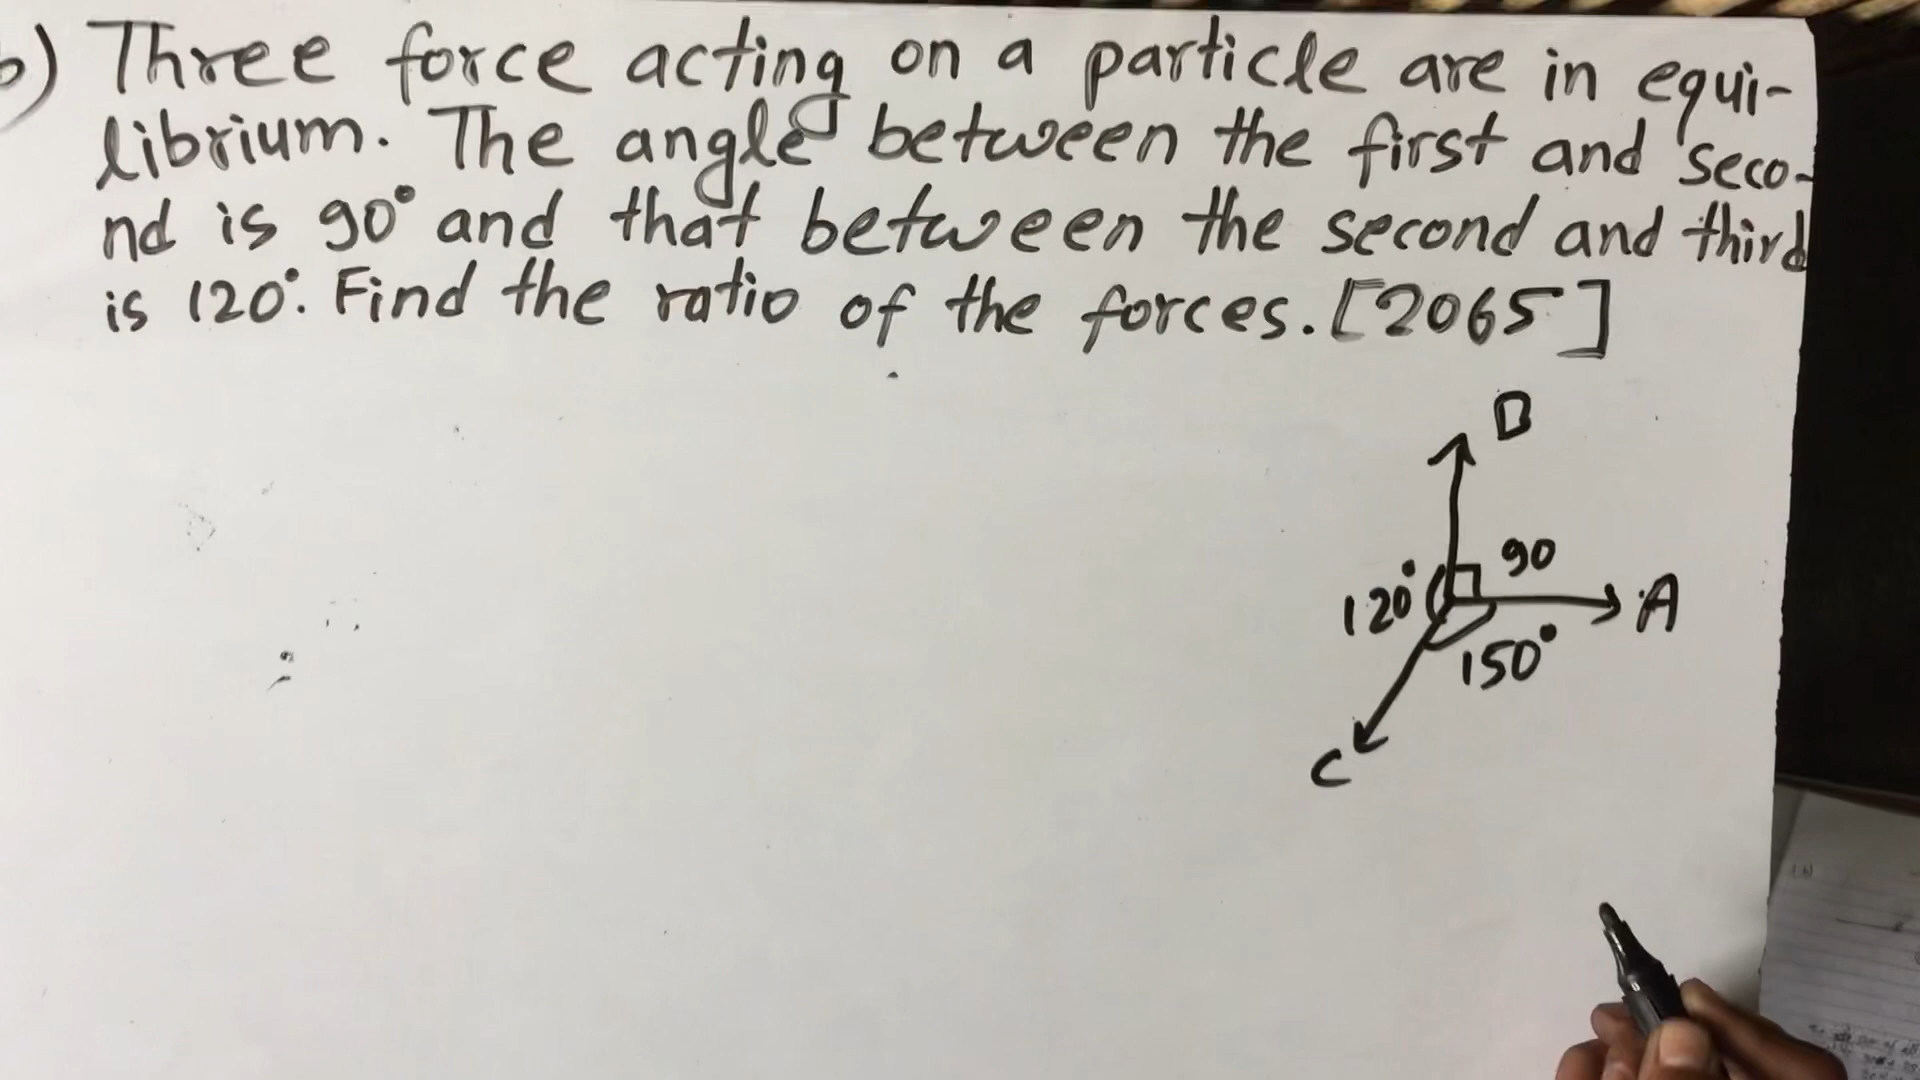 b) Three force acting on a particle are in equi-
librium. The angle between the first and seco-
nd is 90° and that between the second and third
is 120°. Find the ratio of the forces. [2065]
B
90
120°
A
150°
C